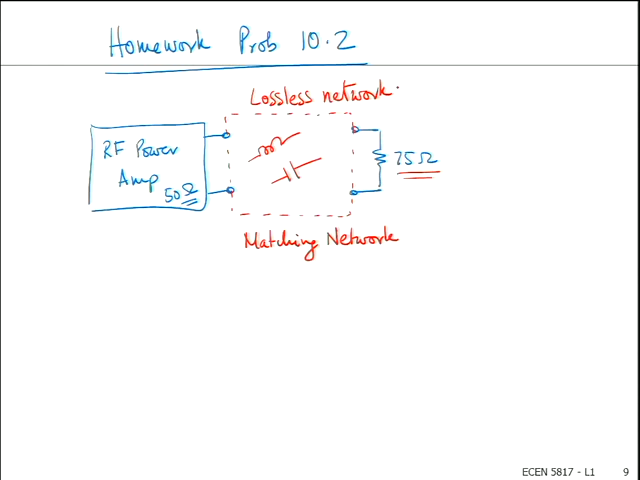 Homework Prob 10.2
Lossless network.
RF Power
Amp
50Ω
75Ω
Matching Network
ECEN 5817 - L1 9